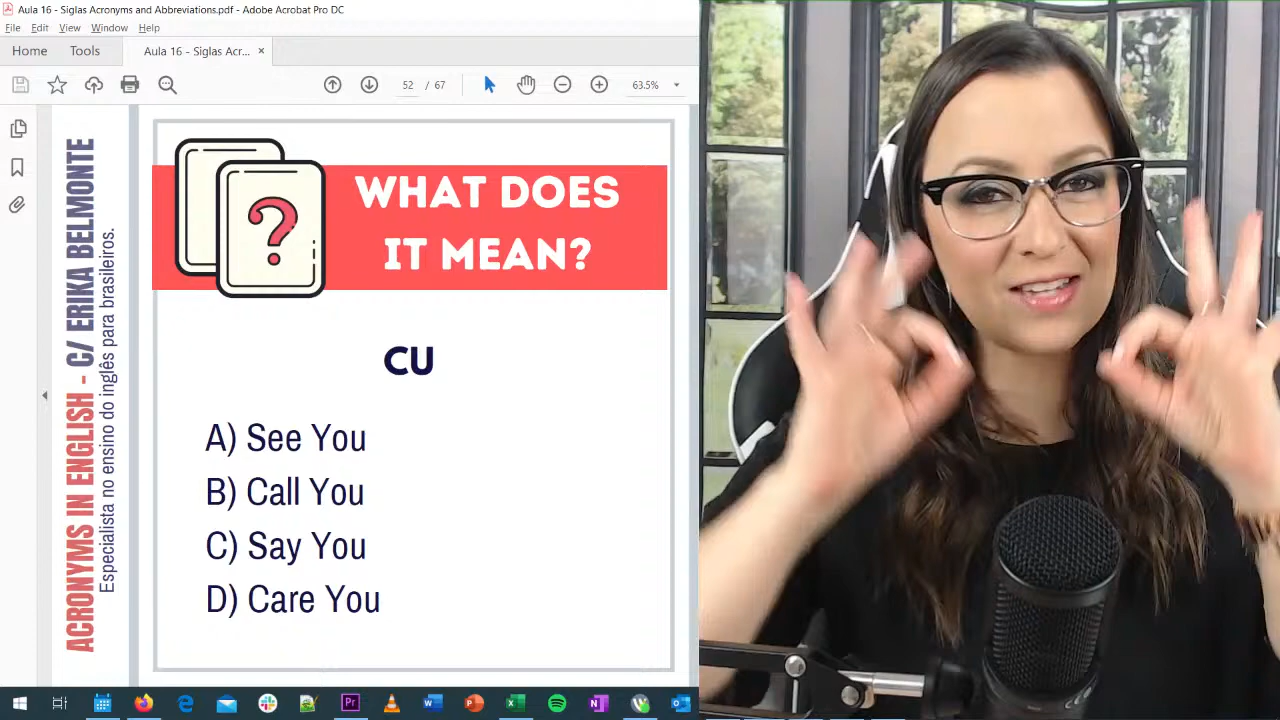 Aula 16 - Siglas Acronyms and Abbreviations.pdf - Adobe Acrobat Pro DC
File Edit View Window Help
Home Tools Aula 16 - Siglas Acr... ×
52 / 67 63.5%
ACRONYMS IN ENGLISH - C/ ERIKA BELMONTE
Especialista no ensino do inglês para brasileiros.
?
WHAT DOES
IT MEAN?
CU
A) See You
B) Call You
C) Say You
D) Care You